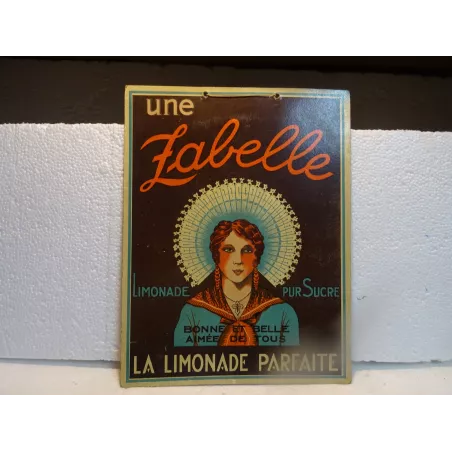 une
Zabelle
LIMONADE PUR SUCRE
BONNE ET BELLE
AIMÉE DE TOUS
LA LIMONADE PARFAITE